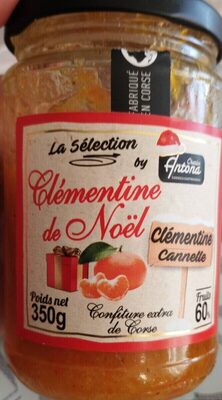 FABRIQUÉ
EN CORSE
La Sélection
by
Antona
Clémentine
de Noël
Clémentine
Cannelle
Poids net
350g
Fruits
60%
Confiture extra
de Corse